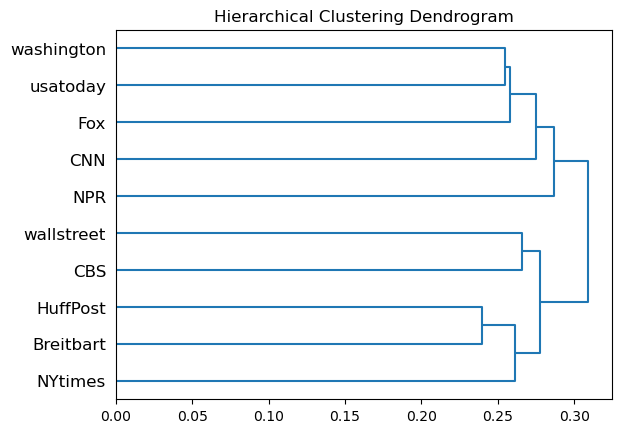 Hierarchical Clustering Dendrogram
washington
usatoday
Fox
CNN
NPR
wallstreet
CBS
HuffPost
Breitbart
NYtimes
0.00 0.05 0.10 0.15 0.20 0.25 0.30